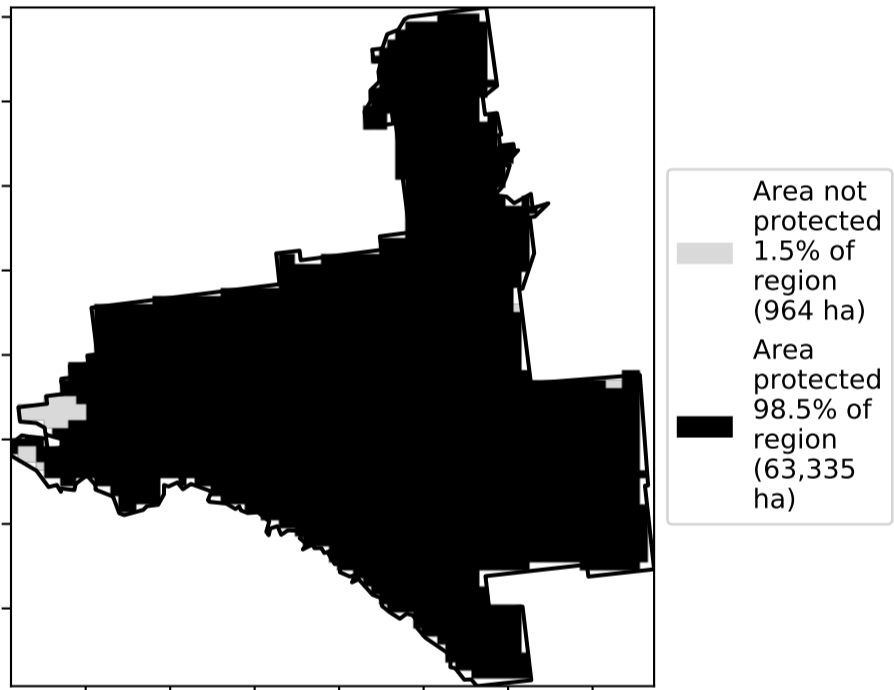 Area not
protected
1.5% of
region
(964 ha)
Area
protected
98.5% of
region
(63,335
ha)